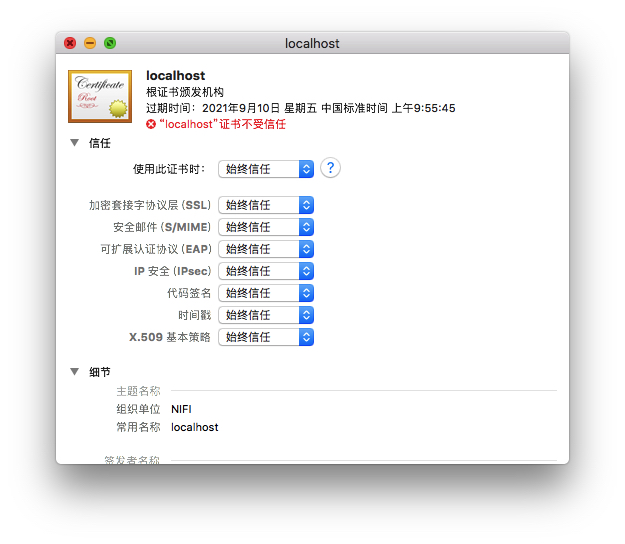 localhost
Certificate
Root
localhost
根证书颁发机构
过期时间：2021年9月10日 星期五 中国标准时间 上午9:55:45
“localhost”证书不受信任
信任
使用此证书时： 始终信任 ?
加密套接字协议层 (SSL) 始终信任
安全邮件 (S/MIME) 始终信任
可扩展认证协议 (EAP) 始终信任
IP 安全 (IPsec) 始终信任
代码签名 始终信任
时间戳 始终信任
X.509 基本策略 始终信任
细节
主题名称
组织单位 NIFI
常用名称 localhost
签发者名称